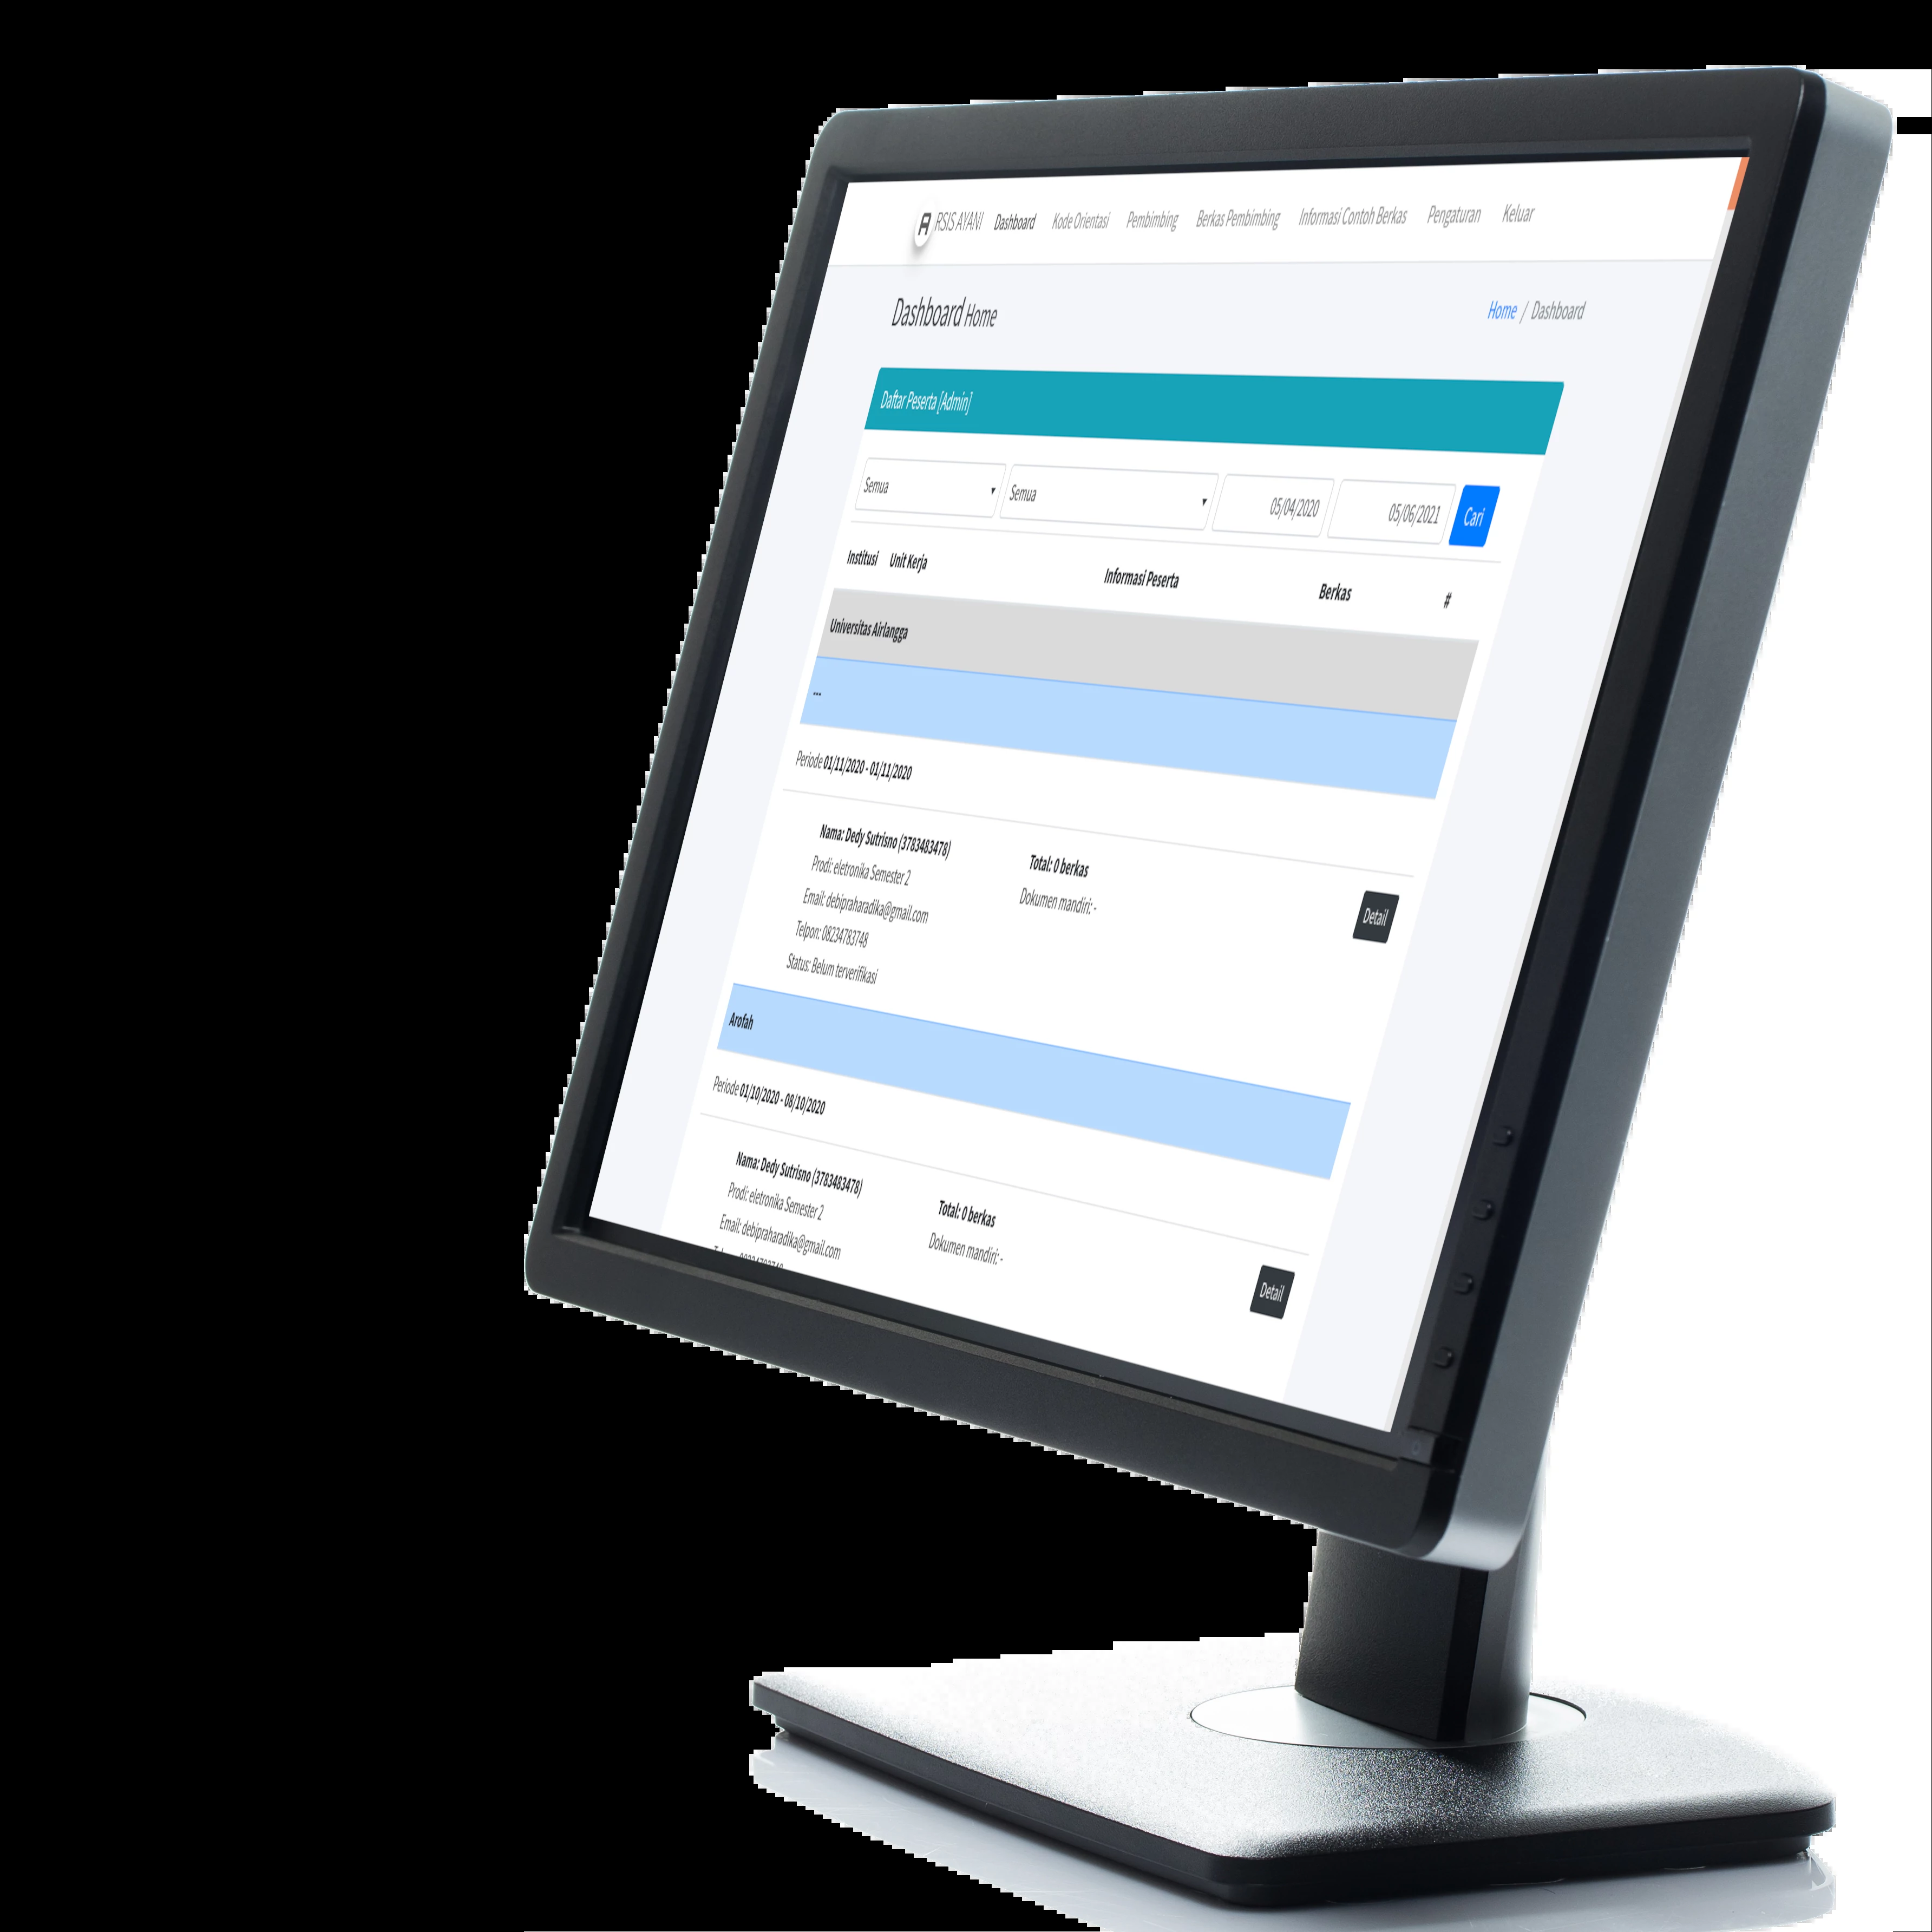 RSIS AYANI Dashboard Kode Orientasi Pembimbing Berkas Pembimbing Informasi Contoh Berkas Pengaturan Keluar
Dashboard Home
Home / Dashboard
Daftar Peserta [Admin]
Semua Semua 05/04/2020 05/06/2021 Cari
Institusi Unit Kerja Informasi Peserta Berkas #
Universitas Airlangga
---
Periode 01/11/2020 - 01/11/2020
Nama: Dedy Sutrisno (3783483478) Total: 0 berkas
Prodi: eletronika Semester 2 Dokumen mandiri: -
Email: debipraharadika@gmail.com Detail
Telpon: 08234783748
Status: Belum terverifikasi
Arofah
Periode 01/10/2020 - 08/10/2020
Nama: Dedy Sutrisno (3783483478) Total: 0 berkas
Prodi: eletronika Semester 2 Dokumen mandiri: -
Email: debipraharadika@gmail.com Detail